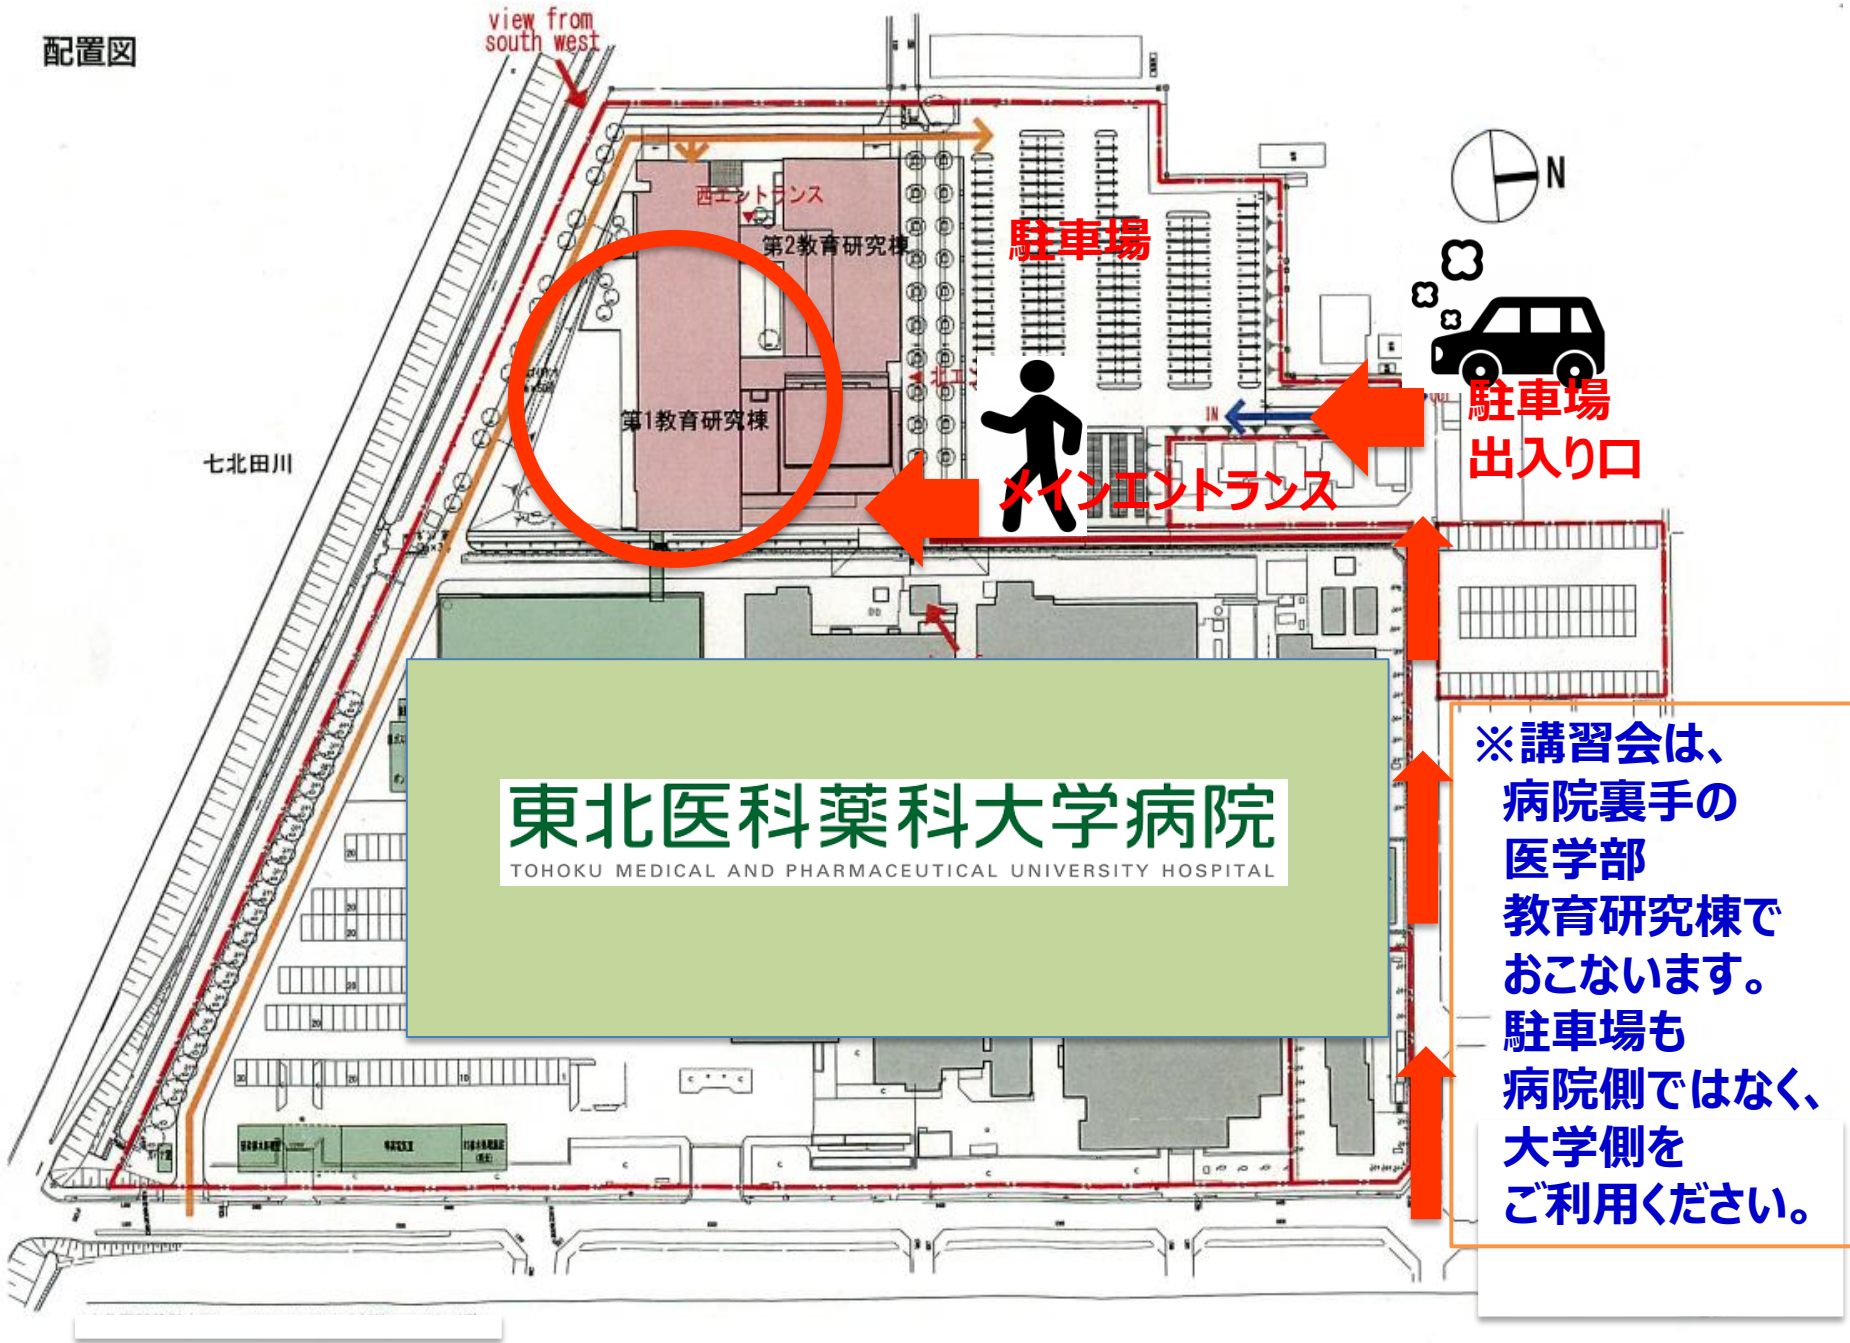 配置図
view from
south west
N
西エントランス
第2教育研究棟
駐車場
第1教育研究棟
七北田川
IN
駐車場
出入り口
メインエントランス
東北医科薬科大学病院
TOHOKU MEDICAL AND PHARMACEUTICAL UNIVERSITY HOSPITAL
※講習会は、
病院裏手の
医学部
教育研究棟で
おこないます。
駐車場も
病院側ではなく、
大学側を
ご利用ください。